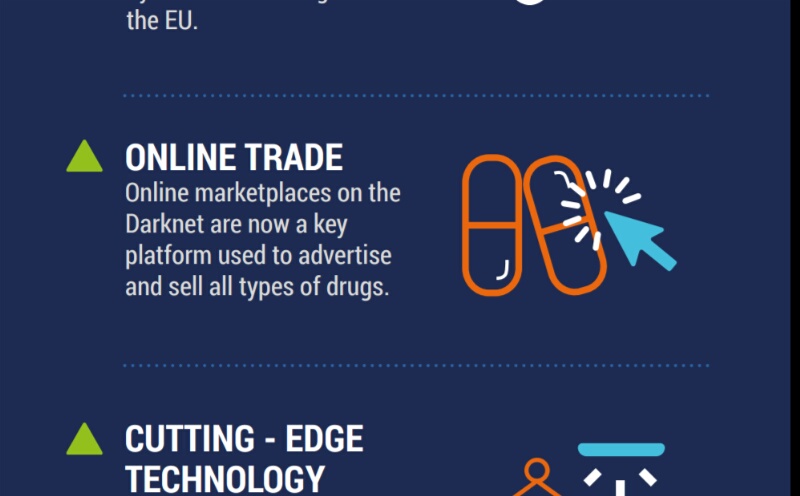 the EU.
ONLINE TRADE
Online marketplaces on the
Darknet are now a key
platform used to advertise
and sell all types of drugs.
CUTTING - EDGE
TECHNOLOGY